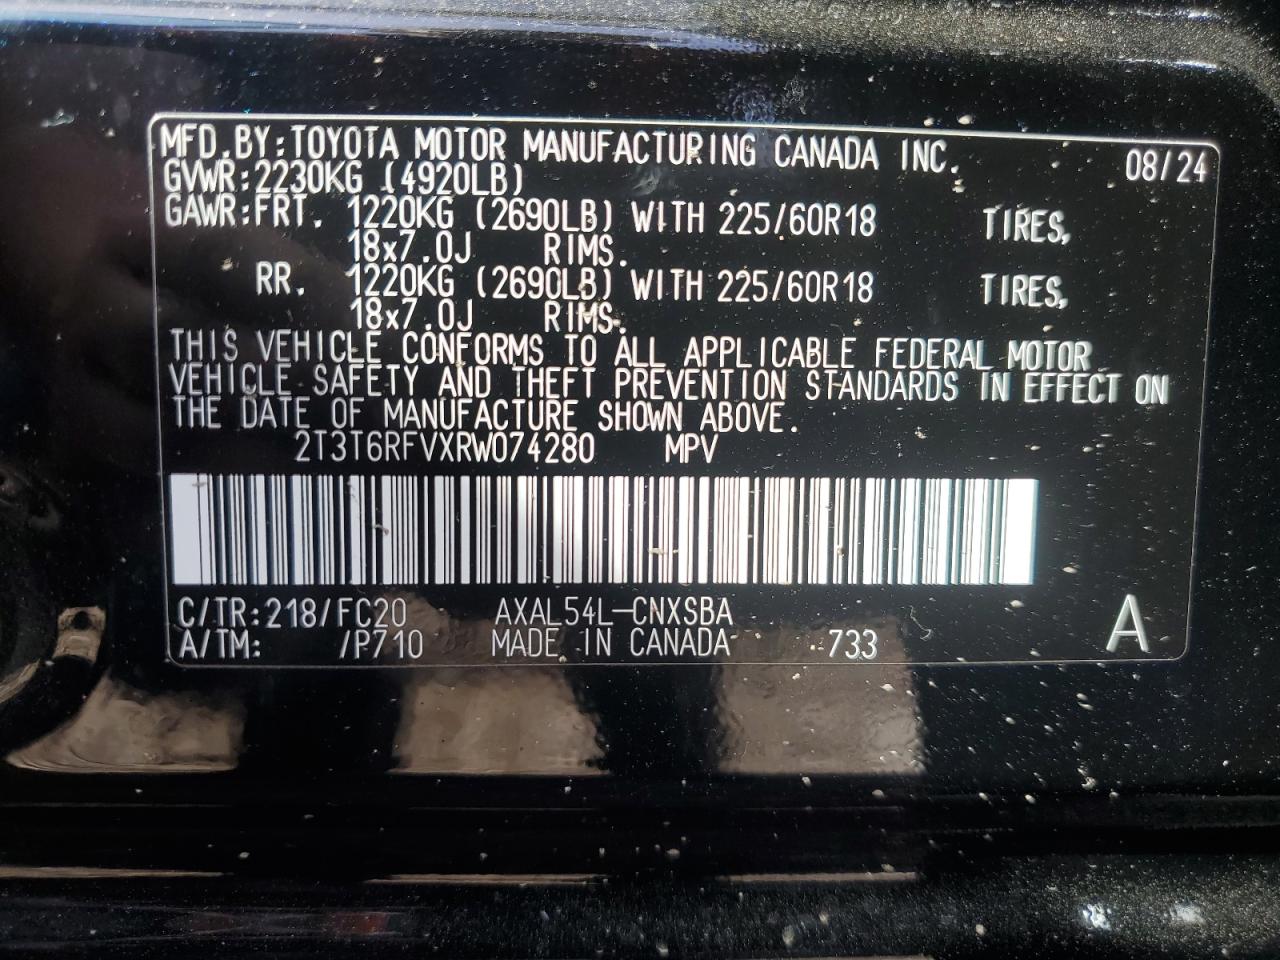 MFD.BY:TOYOTA MOTOR MANUFACTURING CANADA INC. 08/24
GVWR:2230KG (4920LB)
GAWR:FRT. 1220KG (2690LB) WITH 225/60R18 TIRES,
18x7.0J RIMS.
RR. 1220KG (2690LB) WITH 225/60R18 TIRES,
18x7.0J RIMS.
THIS VEHICLE CONFORMS TO ALL APPLICABLE FEDERAL MOTOR
VEHICLE SAFETY AND THEFT PREVENTION STANDARDS IN EFFECT ON
THE DATE OF MANUFACTURE SHOWN ABOVE.
2T3T6RFVXRW074280 MPV
C/TR:218/FC20 AXAL54L-CNXSBA
A/TM: /P710 MADE IN CANADA 733 A